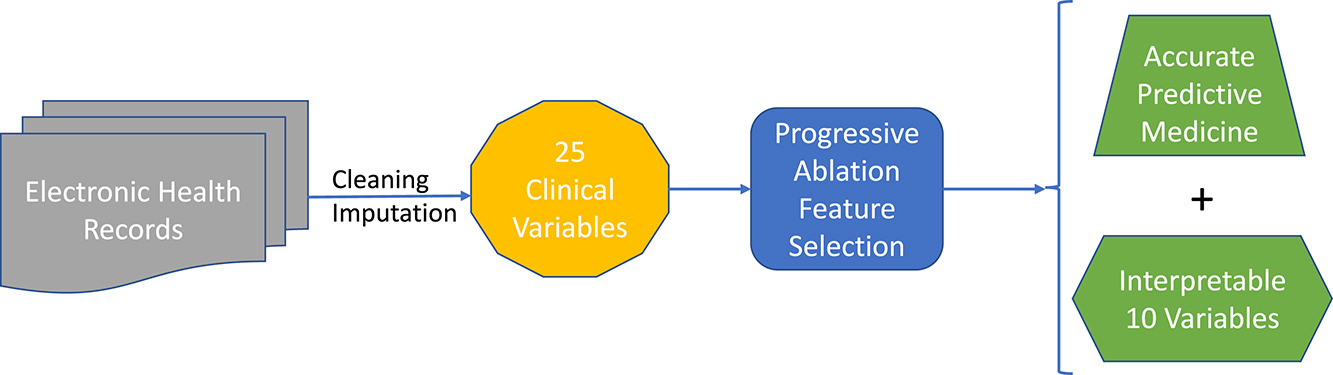 Electronic Health
Records
Cleaning
Imputation
25
Clinical
Variables
Progressive
Ablation
Feature
Selection
Accurate
Predictive
Medicine
+
Interpretable
10 Variables